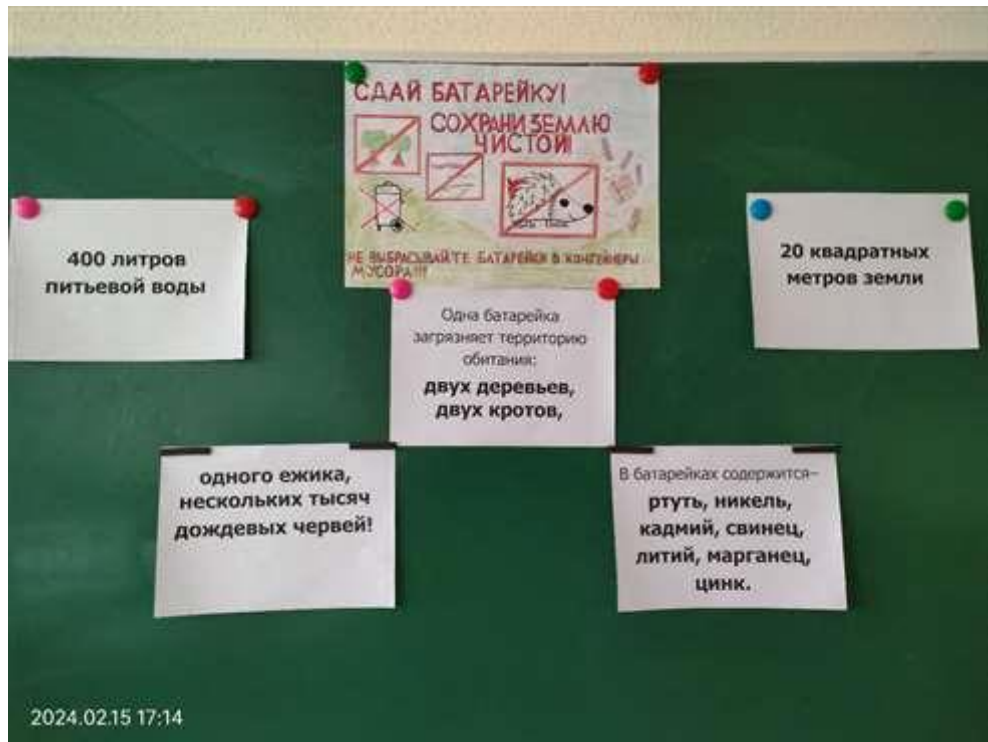 СДАЙ БАТАРЕЙКУ!
СОХРАНИ ЗЕМЛЮ
ЧИСТОЙ!
НЕ ВЫБРАСЫВАЙТЕ БАТАРЕЙКИ В КОНТЕЙНЕРЫ
МУСОРА!!!
400 литров
питьевой воды
20 квадратных
метров земли
Одна батарейка
загрязняет территорию
обитания:
двух деревьев,
двух кротов,
одного ежика,
нескольких тысяч
дождевых червей!
В батарейках содержится–
ртуть, никель,
кадмий, свинец,
литий, марганец,
цинк.
2024.02.15 17:14